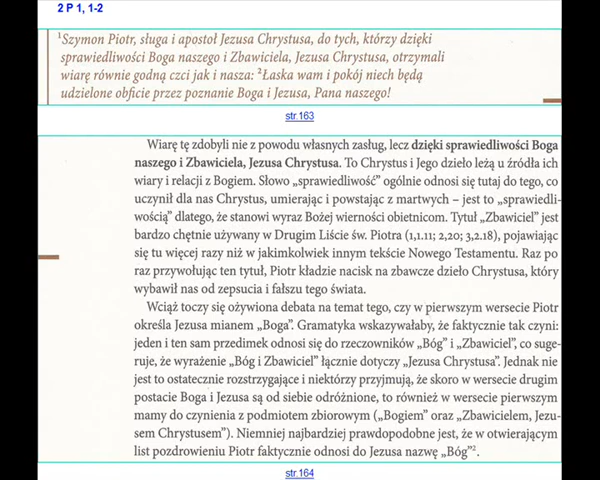 2 P 1, 1-2
¹Szymon Piotr, sługa i apostoł Jezusa Chrystusa, do tych, którzy dzięki
sprawiedliwości Boga naszego i Zbawiciela, Jezusa Chrystusa, otrzymali
wiarę równie godną czci jak i nasza: ²Łaska wam i pokój niech będą
udzielone obficie przez poznanie Boga i Jezusa, Pana naszego!
str.163
Wiarę tę zdobyli nie z powodu własnych zasług, lecz dzięki sprawiedliwości Boga
naszego i Zbawiciela, Jezusa Chrystusa. To Chrystus i Jego dzieło leżą u źródła ich
wiary i relacji z Bogiem. Słowo „sprawiedliwość” ogólnie odnosi się tutaj do tego, co
uczynił dla nas Chrystus, umierając i powstając z martwych – jest to „sprawiedli-
wością” dlatego, że stanowi wyraz Bożej wierności obietnicom. Tytuł „Zbawiciel” jest
bardzo chętnie używany w Drugim Liście św. Piotra (1,1.11; 2,20; 3,2.18), pojawiając
się tu więcej razy niż w jakimkolwiek innym tekście Nowego Testamentu. Raz po
raz przywołując ten tytuł, Piotr kładzie nacisk na zbawcze dzieło Chrystusa, który
wybawił nas od zepsucia i fałszu tego świata.
Wciąż toczy się ożywiona debata na temat tego, czy w pierwszym wersecie Piotr
określa Jezusa mianem „Boga”. Gramatyka wskazywałaby, że faktycznie tak czyni:
jeden i ten sam przedimek odnosi się do rzeczowników „Bóg” i „Zbawiciel”, co suge-
ruje, że wyrażenie „Bóg i Zbawiciel” łącznie dotyczy „Jezusa Chrystusa”. Jednak nie
jest to ostatecznie rozstrzygające i niektórzy przyjmują, że skoro w wersecie drugim
postacie Boga i Jezusa są od siebie odróżnione, to również w wersecie pierwszym
mamy do czynienia z podmiotem zbiorowym („Bogiem” oraz „Zbawicielem, Jezu-
sem Chrystusem”). Niemniej najbardziej prawdopodobne jest, że w otwierającym
list pozdrowieniu Piotr faktycznie odnosi do Jezusa nazwę „Bóg”².
str.164